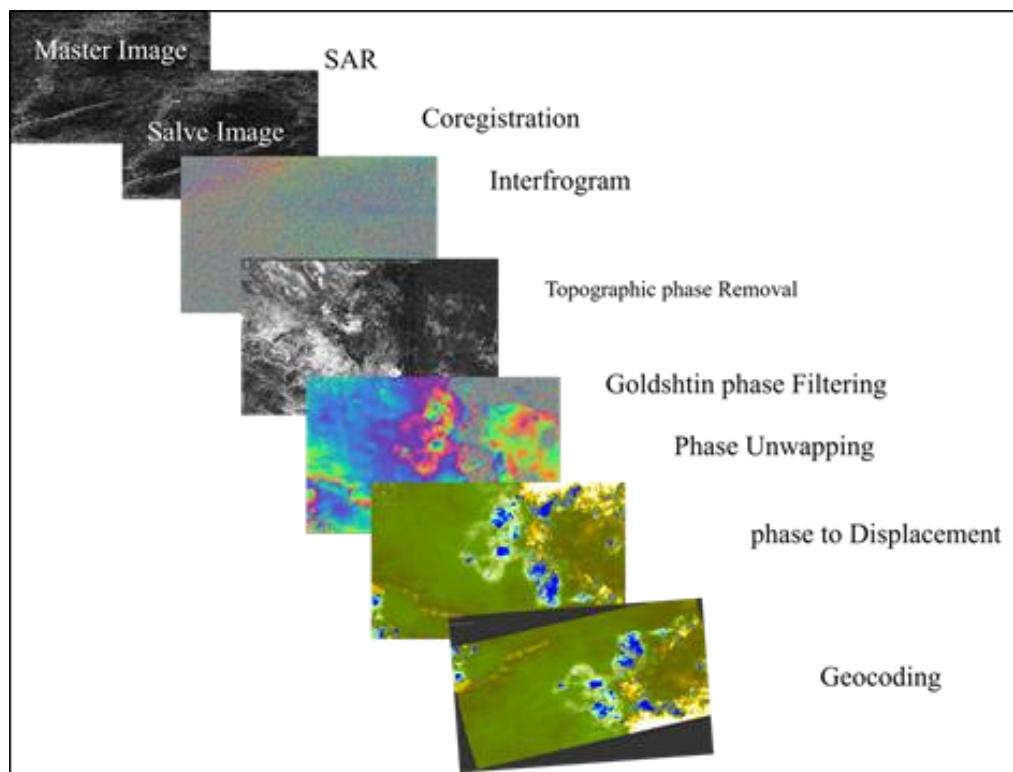 Master Image
SAR
Salve Image
Coregistration
Interfrogram
Topographic phase Removal
Goldshtin phase Filtering
Phase Unwapping
phase to Displacement
Geocoding